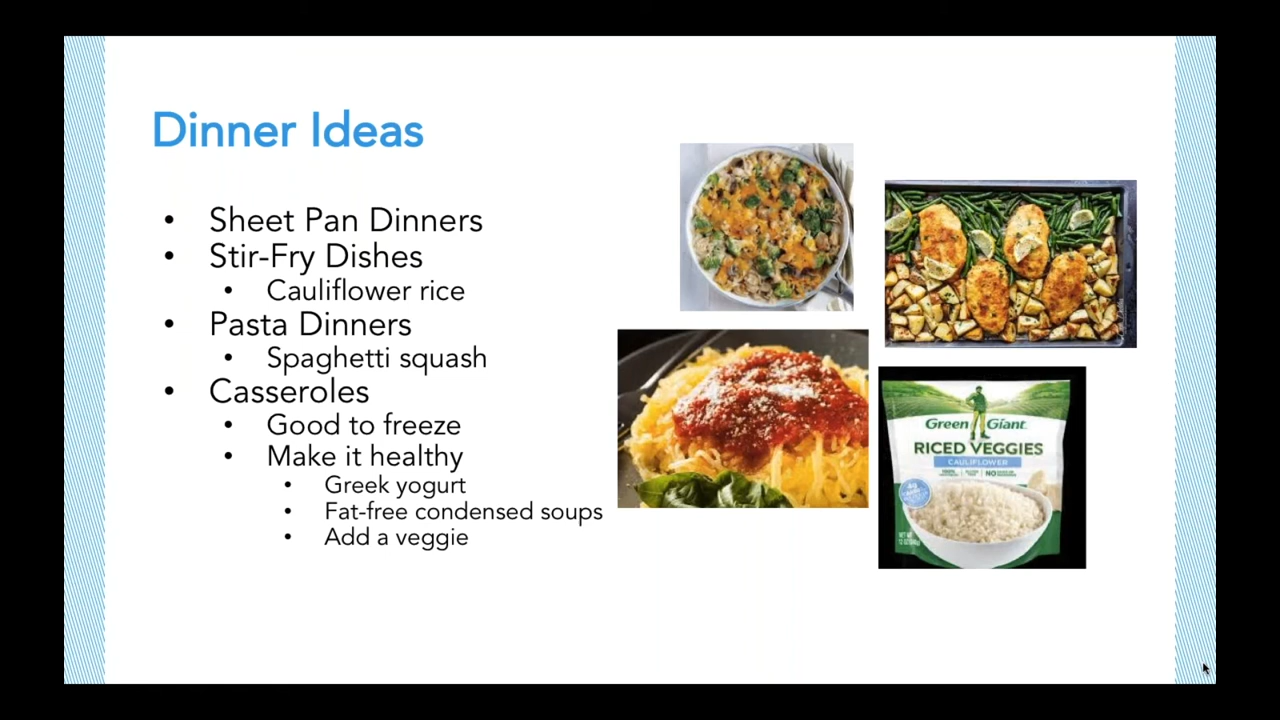 Dinner Ideas
• Sheet Pan Dinners
• Stir-Fry Dishes
• Cauliflower rice
• Pasta Dinners
• Spaghetti squash
• Casseroles
• Good to freeze
• Make it healthy
• Greek yogurt
• Fat-free condensed soups
• Add a veggie
Green Giant
RICED VEGGIES
CAULIFLOWER